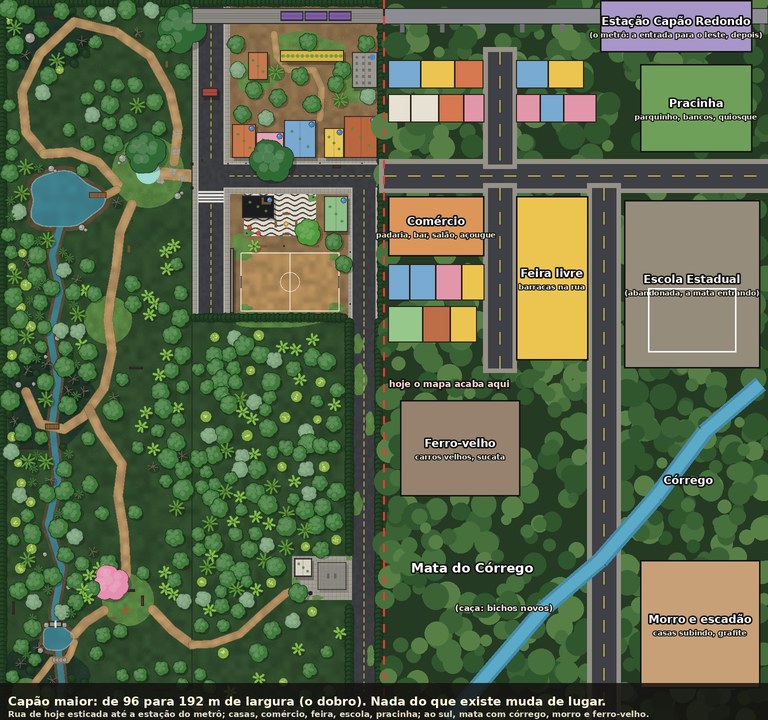 Estação Capão Redondo
(o metrô: a entrada para o leste, depois)
Pracinha
parquinho, bancos, quiosque
Comércio
padaria, bar, salão, açougue
Feira livre
barracas na rua
Escola Estadual
(abandonada, a mata entrando)
hoje o mapa acaba aqui
Ferro-velho
carros velhos, sucata
Córrego
Mata do Córrego
(caça: bichos novos)
Morro e escadão
casas subindo, grafite
Capão maior: de 96 para 192 m de largura (o dobro). Nada do que existe muda de lugar.
Rua de hoje esticada até a estação do metrô; casas, comércio, feira, escola, pracinha; ao sul, mata com córrego, morro e ferro-velho.